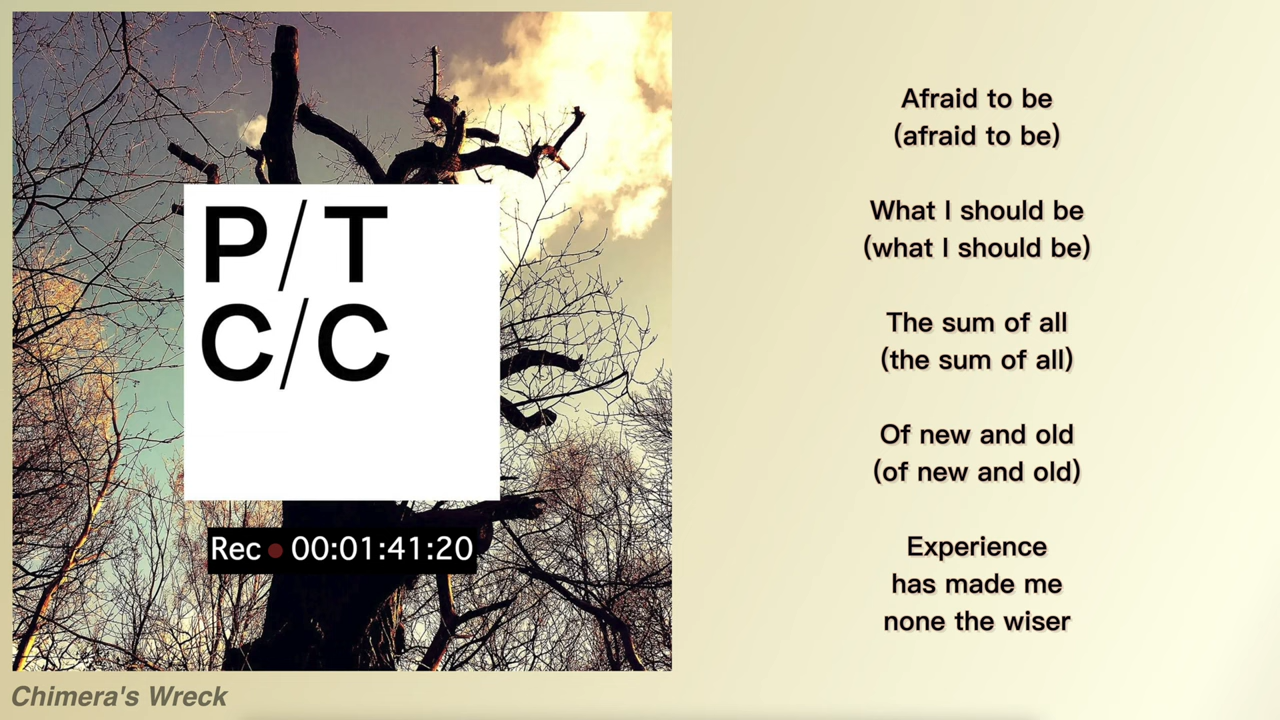 P/T
C/C
Rec 00:01:41:20
Chimera's Wreck
Afraid to be
(afraid to be)
What I should be
(what I should be)
The sum of all
(the sum of all)
Of new and old
(of new and old)
Experience
has made me
none the wiser